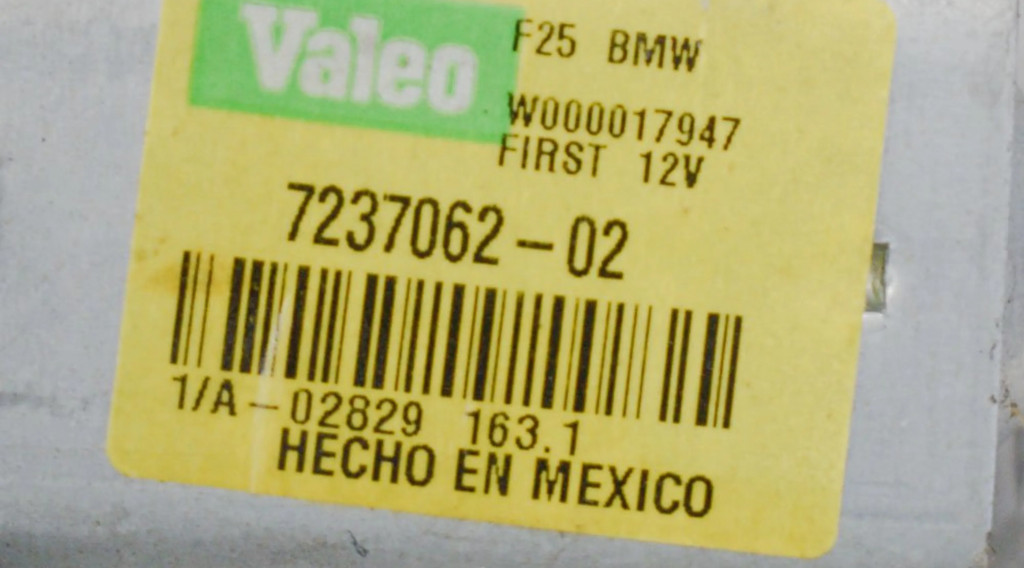 Valeo
F25 BMW
W000017947
FIRST 12V
7237062-02
1/A-02829 163.1
HECHO EN MEXICO